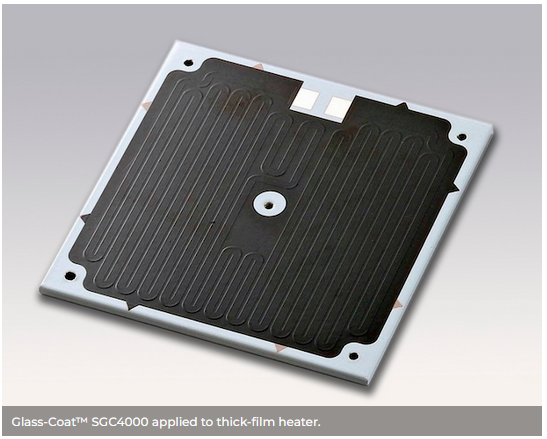 Glass-Coat™ SGC4000 applied to thick-film heater.